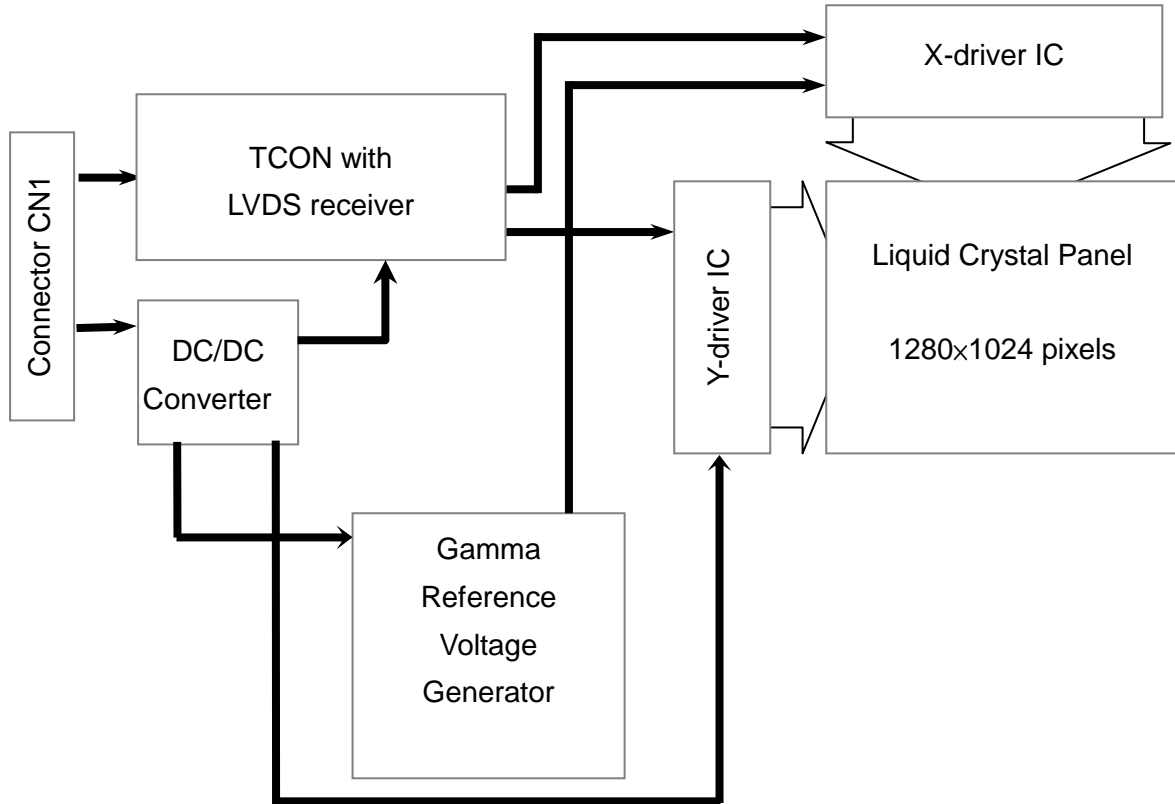 X-driver IC
TCON with
LVDS receiver
Connector CN1
Y-driver IC
Liquid Crystal Panel
1280×1024 pixels
DC/DC
Converter
Gamma
Reference
Voltage
Generator